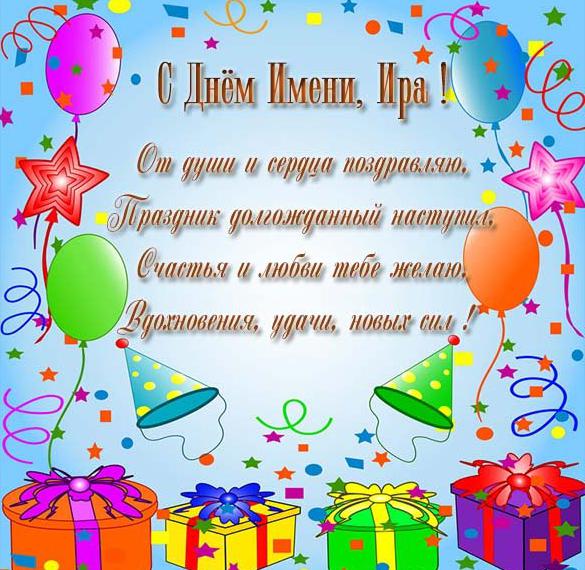 С Днём Имени, Ира !
От души и сердца поздравляю,
Праздник долгожданный наступил,
Счастья и любви тебе желаю,
Вдохновения, удачи, новых сил !